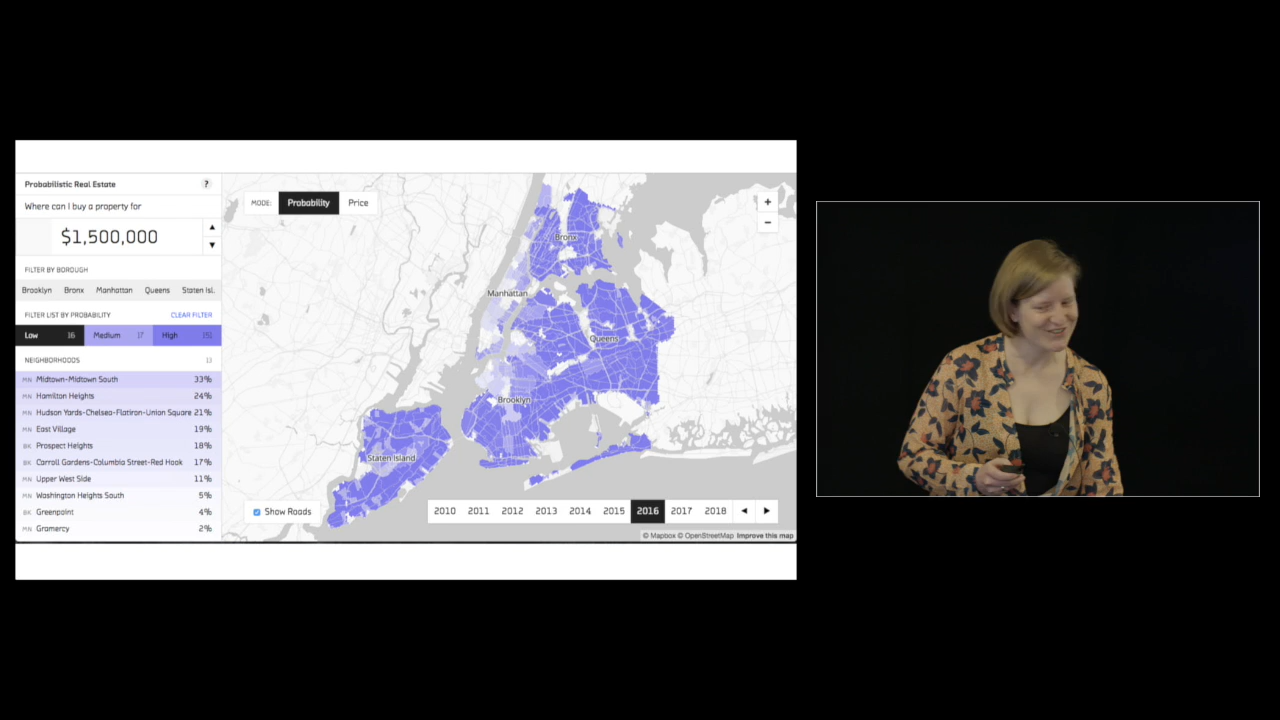 Probabilistic Real Estate ?
Where can I buy a property for
$1,500,000 ▲ ▼
FILTER BY BOROUGH
Brooklyn Bronx Manhattan Queens Staten Isl.
FILTER LIST BY PROBABILITY CLEAR FILTER
Low 16 Medium 17 High 151
NEIGHBORHOODS 13
MN Midtown-Midtown South 33%
MN Hamilton Heights 24%
MN Hudson Yards-Chelsea-Flatiron-Union Square 21%
MN East Village 19%
BK Prospect Heights 18%
BK Carroll Gardens-Columbia Street-Red Hook 17%
MN Upper West Side 11%
MN Washington Heights South 5%
BK Greenpoint 4%
MN Gramercy 2%
MODE: Probability Price
+
−
Bronx
Manhattan
Queens
Brooklyn
Staten Island
Show Roads
2010 2011 2012 2013 2014 2015 2016 2017 2018 ◄ ►
© Mapbox © OpenStreetMap Improve this map